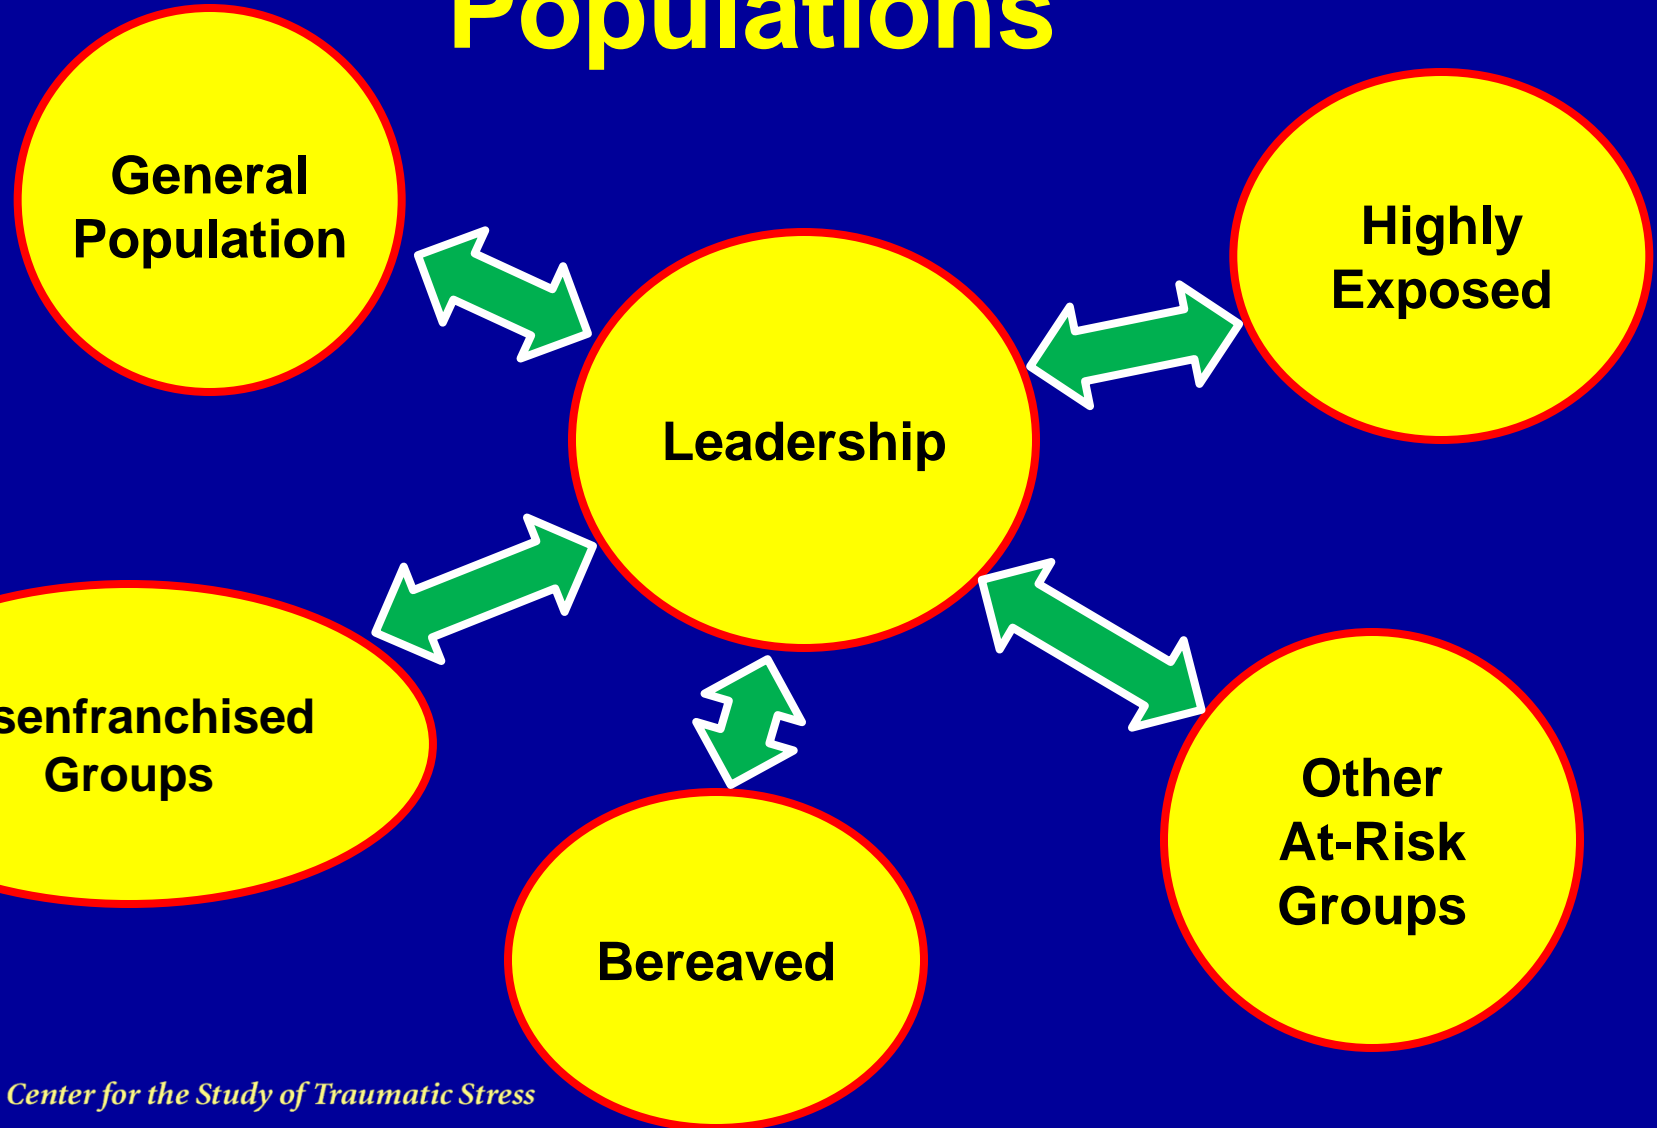 Populations
General
Population
Highly
Exposed
Leadership
senfranchised
Groups
Other
At-Risk
Groups
Bereaved
Center for the Study of Traumatic Stress